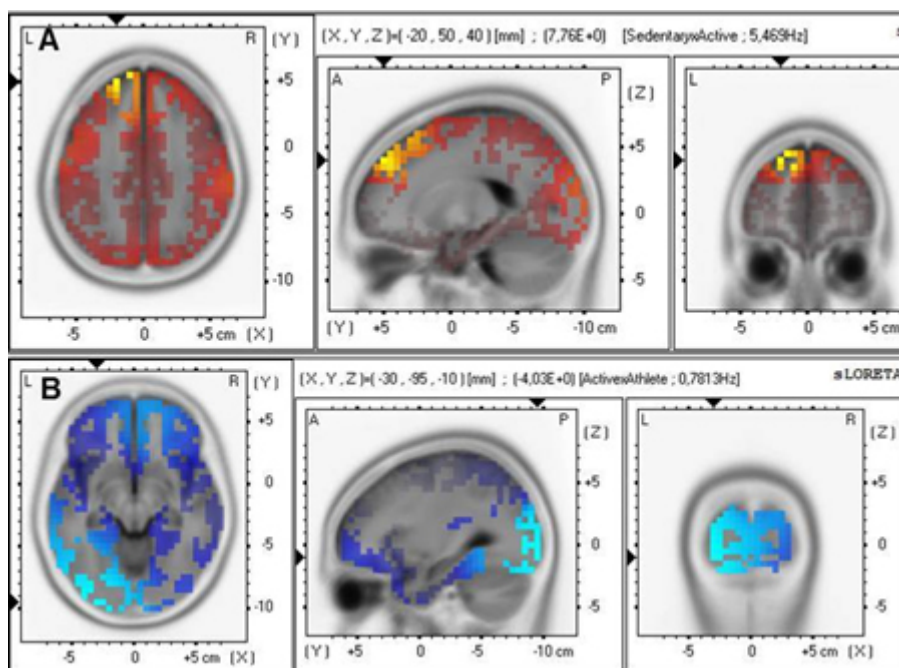 A
L R (Y)
+5
0
-5
-10
-5 0 +5 cm (X)
(X, Y, Z)=(-20, 50, 40) [mm] ; (7,76E+0) [SedentaryxActive ; 5,469Hz]
A P (Z)
+5
0
-5
(Y) +5 0 -5 -10 cm
L
-5 0 +5 cm
B
L R (Y)
+5
0
-5
-10
-5 0 +5 cm (X)
(X, Y, Z)=(-30, -95, -10) [mm] ; (-4,03E+0) [ActivexAthlete ; 0,7813Hz] sLORETA
A P (Z)
+5
0
-5
(Y) +5 0 -5 -10 cm
L R (Z)
+5
0
-5
-5 0 +5 cm (X)